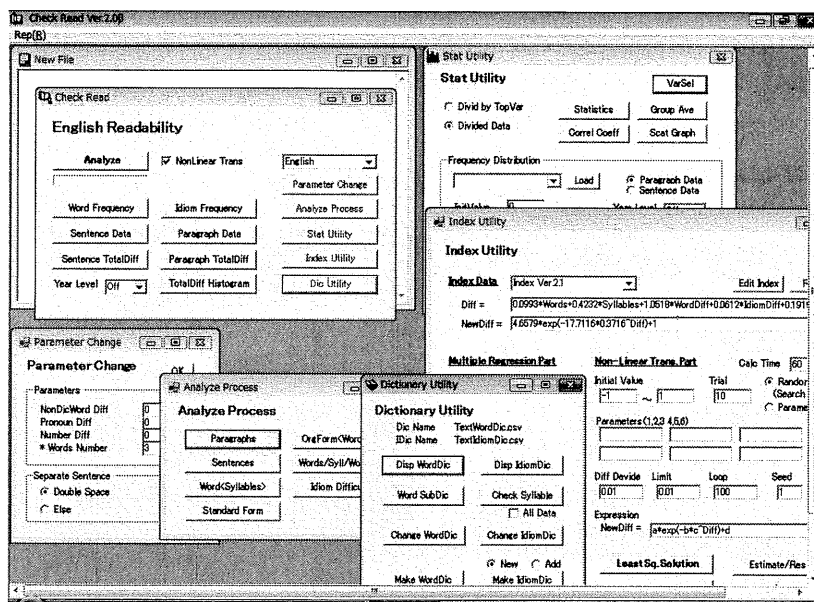 Check Read Ver.2.00
Rep(R)
New File
Check Read
English Readability
Analyze
NonLinear Trans
English
Parameter Change
Word Frequency
Idiom Frequency
Analyze Process
Sentence Data
Paragraph Data
Stat Utility
Sentence TotalDiff
Paragraph TotalDiff
Index Utility
Year Level
Off
TotalDiff Histogram
Dic Utility
Stat Utility
Stat Utility
VarSel
Divid by TopVar
Statistics
Group Ave
Divided Data
Correl Coeff
Scat Graph
Frequency Distribution
Load
Paragraph Data
Sentence Data
Index Utility
Index Utility
Index Data
Index Ver.2.1
Edit Index
Diff =
0.0993*Words+0.4232*Syllables+1.0518*WordDiff+0.0612*IdiomDiff+0.191
NewDiff =
4.6579*exp(-17.7116*0.3716^Diff)+1
Multiple Regression Part
Non-Linear Trans. Part
Calc Time
60
Initial Value
Trial
-1
~
1
10
Parameters (1,2,3 4,5,6)
Diff Devide
Limit
Loop
Seed
0.01
0.01
100
1
Expression
NewDiff =
a*exp(-b*c^Diff)+d
Least Sq. Solution
Estimate/Res
Parameter Change
Parameter Change
OK
Parameters
NonDicWord Diff
0
Pronoun Diff
0
Number Diff
0
* Words Number
3
Separate Sentence
Double Space
Else
Analyze Process
Analyze Process
Paragraphs
OrgForm<Word
Sentences
Words/Syll/Wo
Word<Syllables>
Idiom Difficu
Standard Form
Dictionary Utility
Dictionary Utility
Dic Name
TextWordDic.csv
IDic Name
TextIdiomDic.csv
Disp WordDic
Disp IdiomDic
Word SubDic
Check Syllable
All Data
Change WordDic
Change IdiomDic
New
Add
Make WordDic
Make IdiomDic